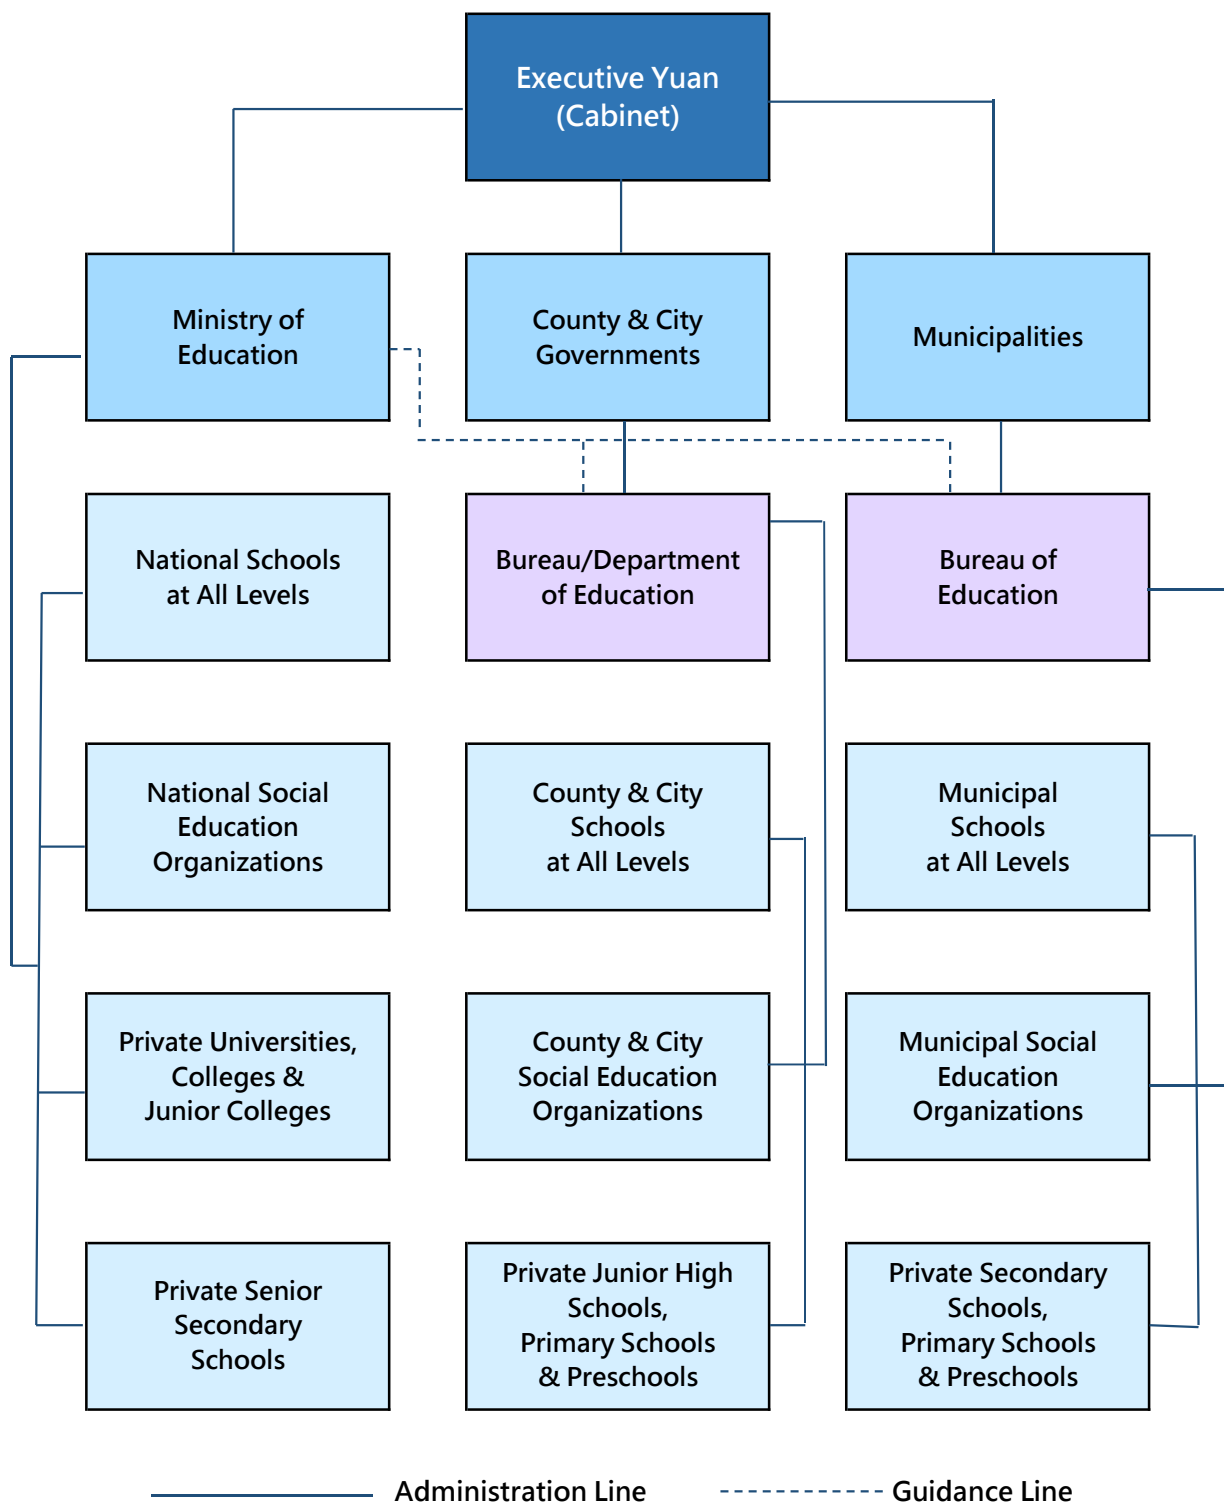 Executive Yuan
(Cabinet)
Ministry of
Education
County & City
Governments
Municipalities
National Schools
at All Levels
Bureau/Department
of Education
Bureau of
Education
National Social
Education
Organizations
County & City
Schools
at All Levels
Municipal
Schools
at All Levels
Private Universities,
Colleges &
Junior Colleges
County & City
Social Education
Organizations
Municipal Social
Education
Organizations
Private Senior
Secondary
Schools
Private Junior High
Schools,
Primary Schools
& Preschools
Private Secondary
Schools,
Primary Schools
& Preschools
Administration Line
Guidance Line